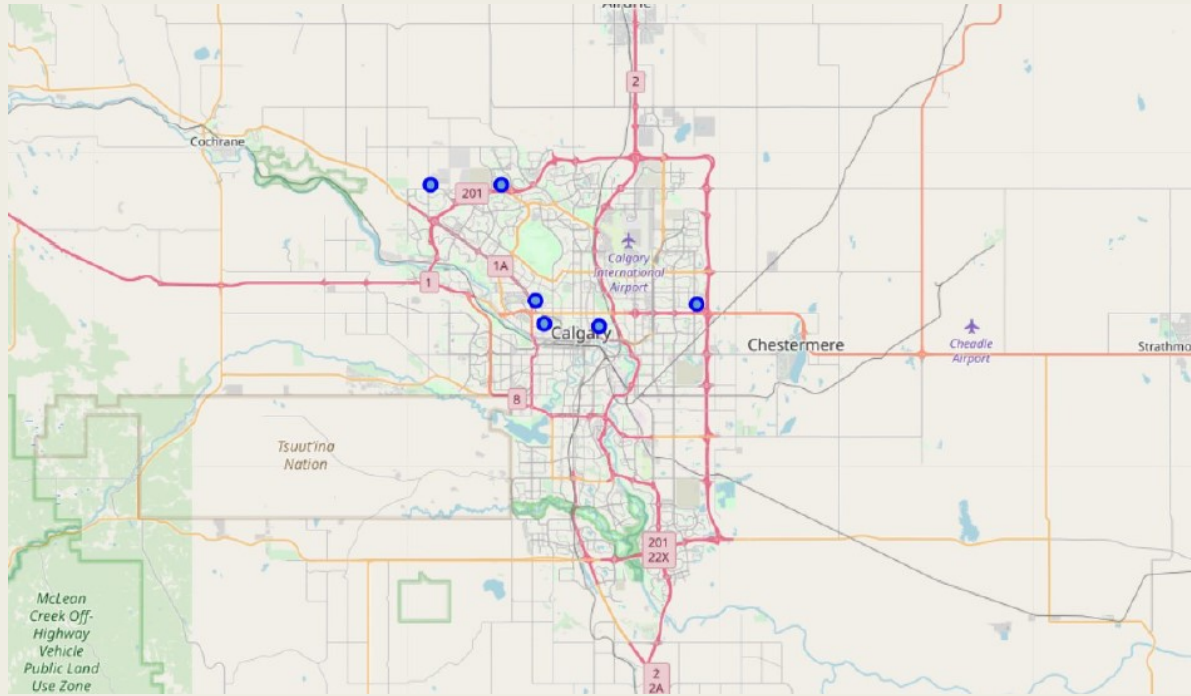 Airdrie
2
Cochrane
201
1A
Calgary
International
Airport
1
Calgary
Chestermere
Cheadle
Airport
8
Tsuut'ina
Nation
201
22X
McLean
Creek Off-
Highway
Vehicle
Public Land
Use Zone
2
2A